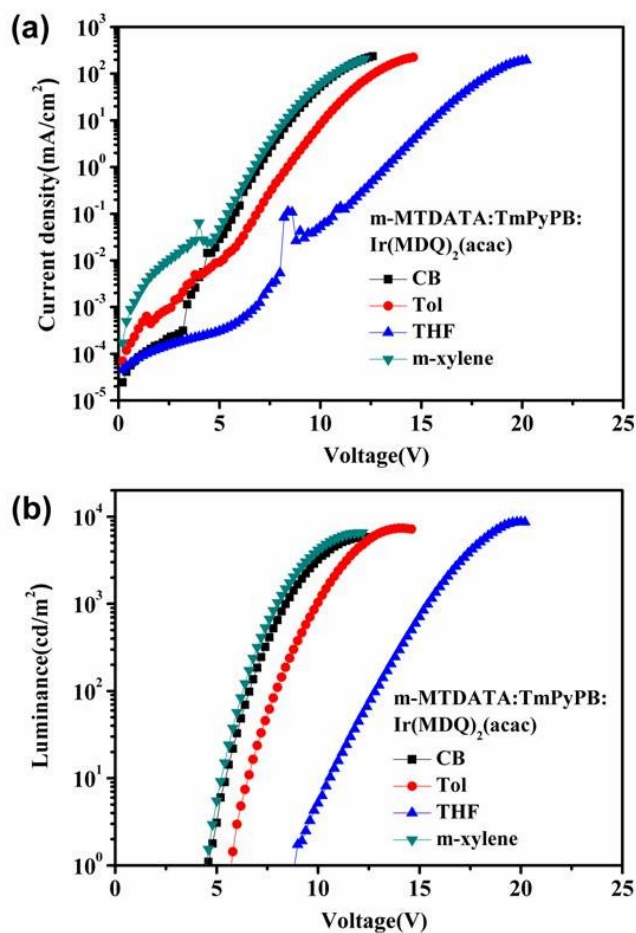 (a)
10³
10²
10¹
10⁰
10⁻¹
10⁻²
10⁻³
10⁻⁴
10⁻⁵
Current density(mA/cm²)
m-MTDATA:TmPyPB:
Ir(MDQ)₂(acac)
CB
Tol
THF
m-xylene
0 5 10 15 20 25
Voltage(V)
(b)
10⁴
10³
10²
10¹
10⁰
Luminance(cd/m²)
m-MTDATA:TmPyPB:
Ir(MDQ)₂(acac)
CB
Tol
THF
m-xylene
0 5 10 15 20 25
Voltage(V)